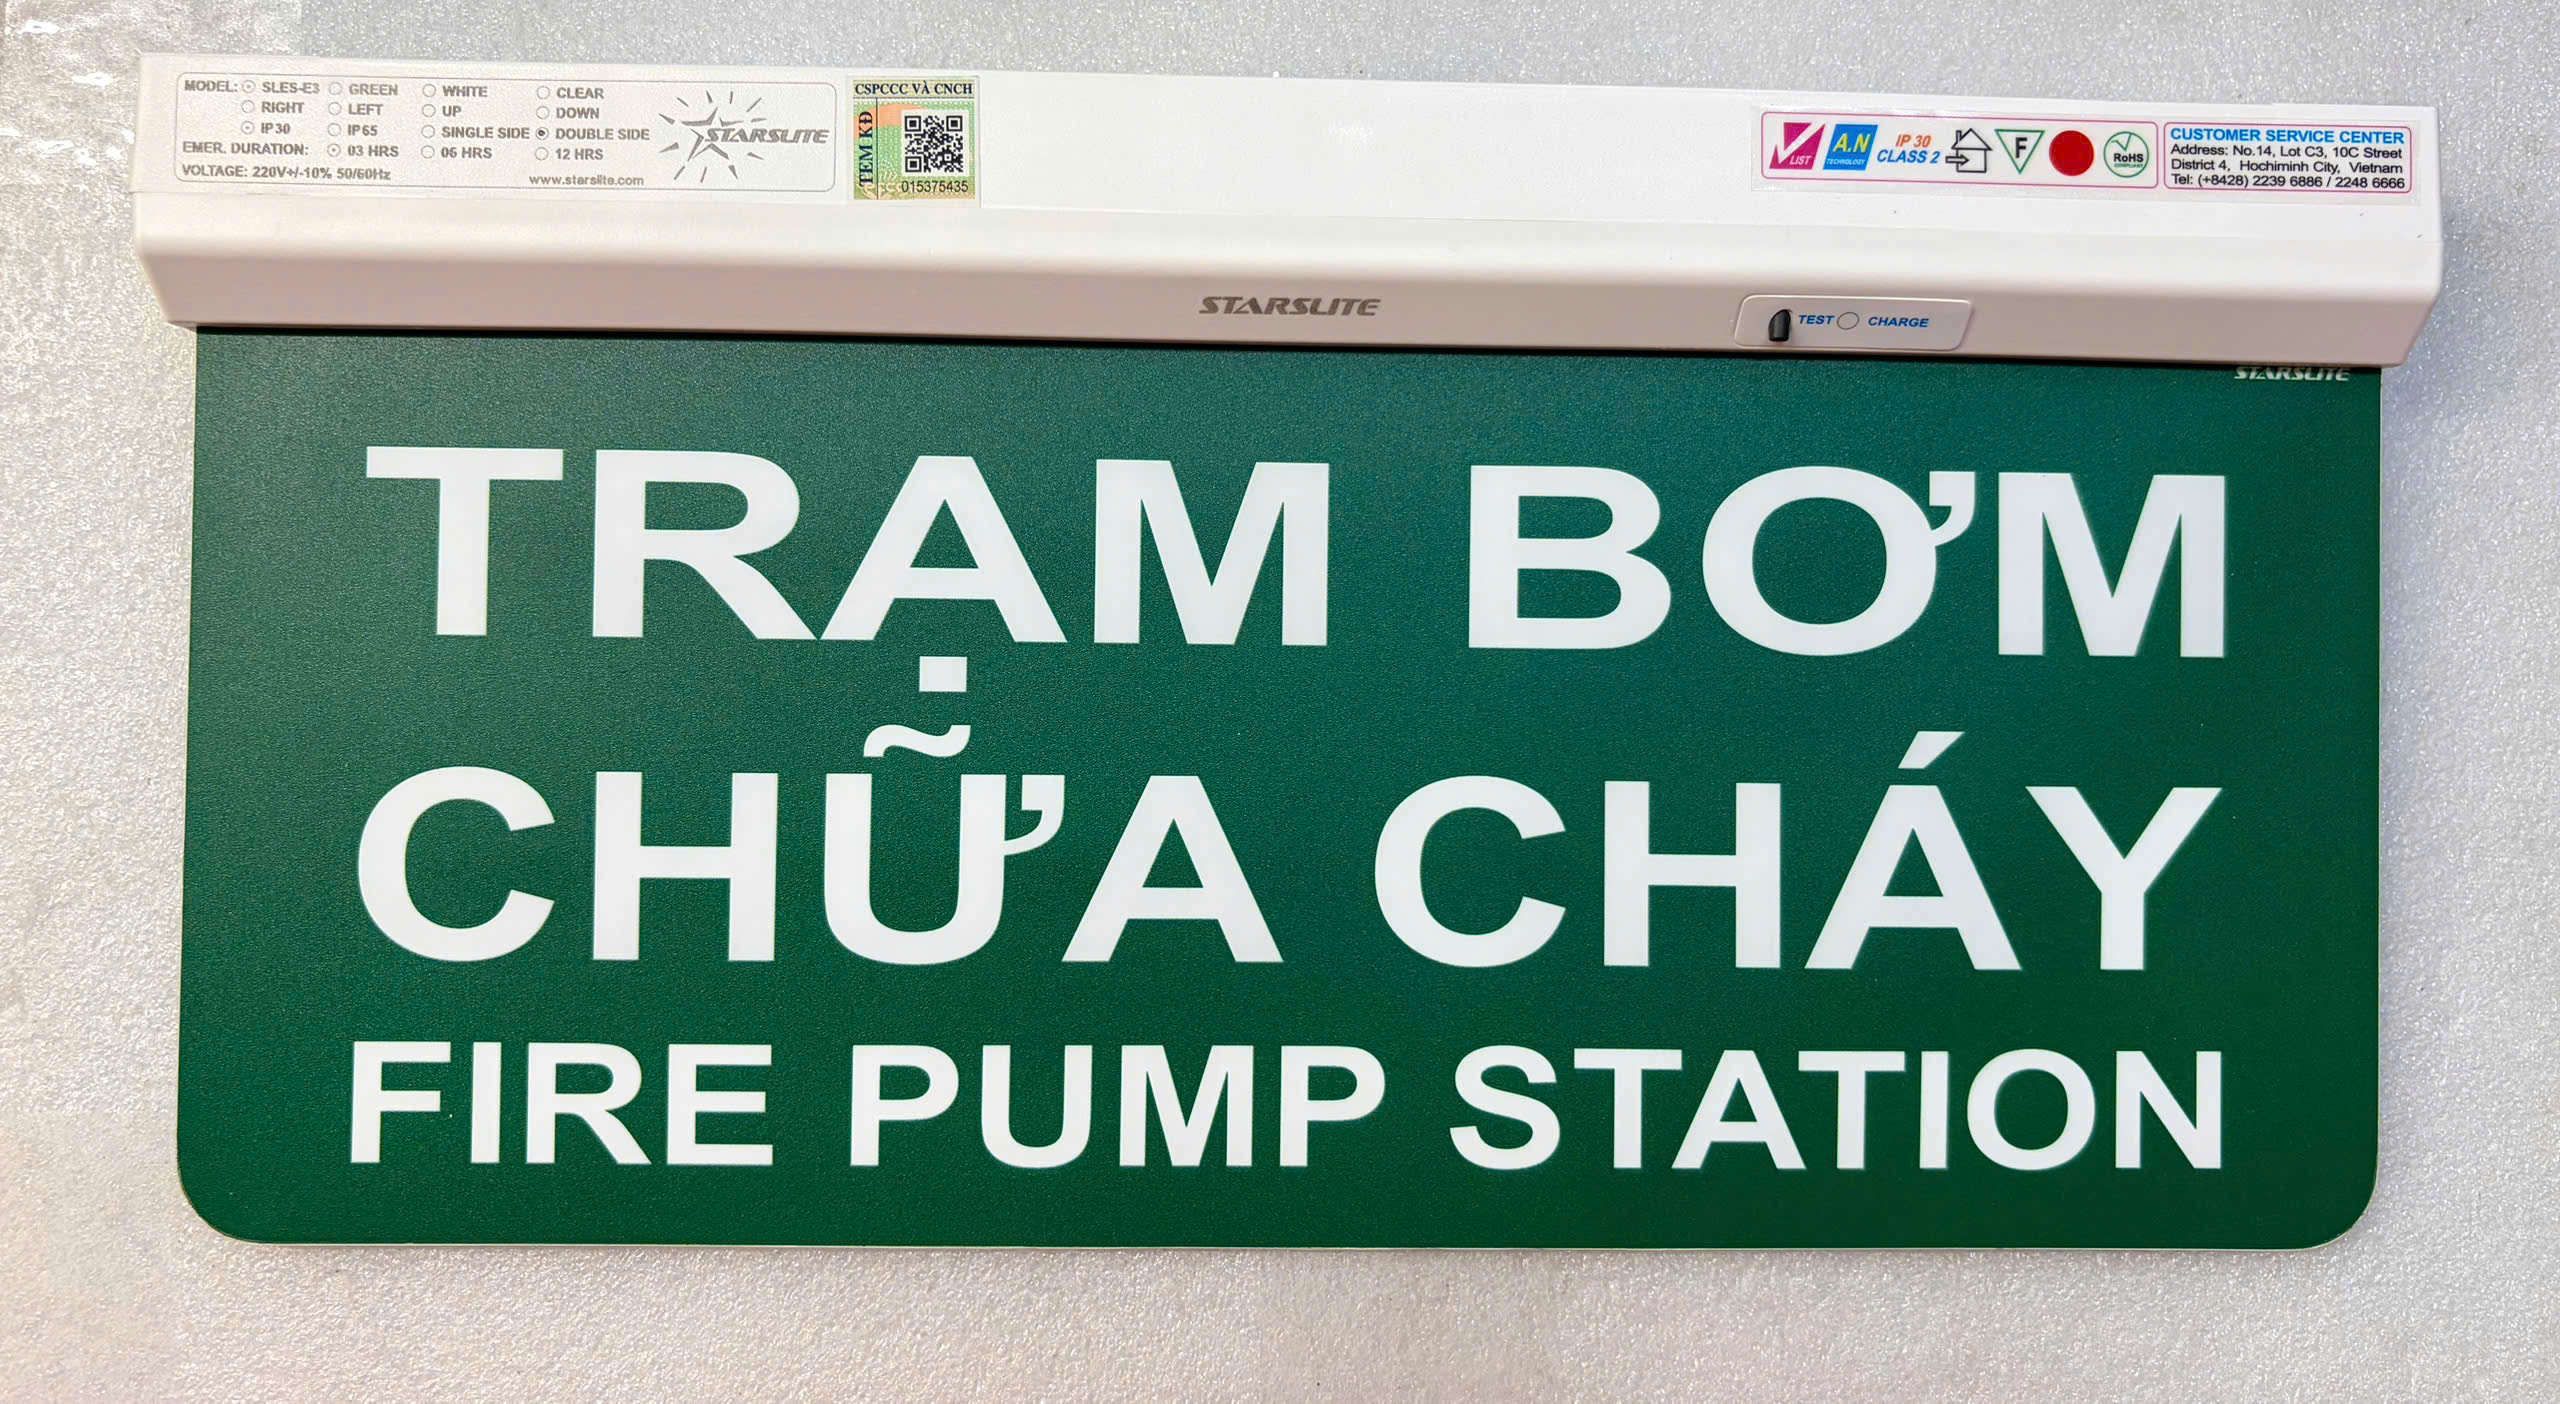 MODEL: SLES-E3 GREEN WHITE CLEAR
RIGHT LEFT UP DOWN
IP30 IP65 SINGLE SIDE DOUBLE SIDE
EMER. DURATION: 03 HRS 06 HRS 12 HRS
VOLTAGE: 220V+/-10% 50/60Hz
www.starslite.com
STARSLITE
CSPCCC VÀ CNCH
TEM KĐ
015375435
LIST
A.N
TECHNOLOGY
IP 30
CLASS 2
F
RoHS
COMPLIANT
CUSTOMER SERVICE CENTER
Address: No.14, Lot C3, 10C Street
District 4, Hochiminh City, Vietnam
Tel: (+8428) 2239 6886 / 2248 6666
STARSLITE
TEST CHARGE
STARSLITE
TRẠM BƠM
CHỮA CHÁY
FIRE PUMP STATION